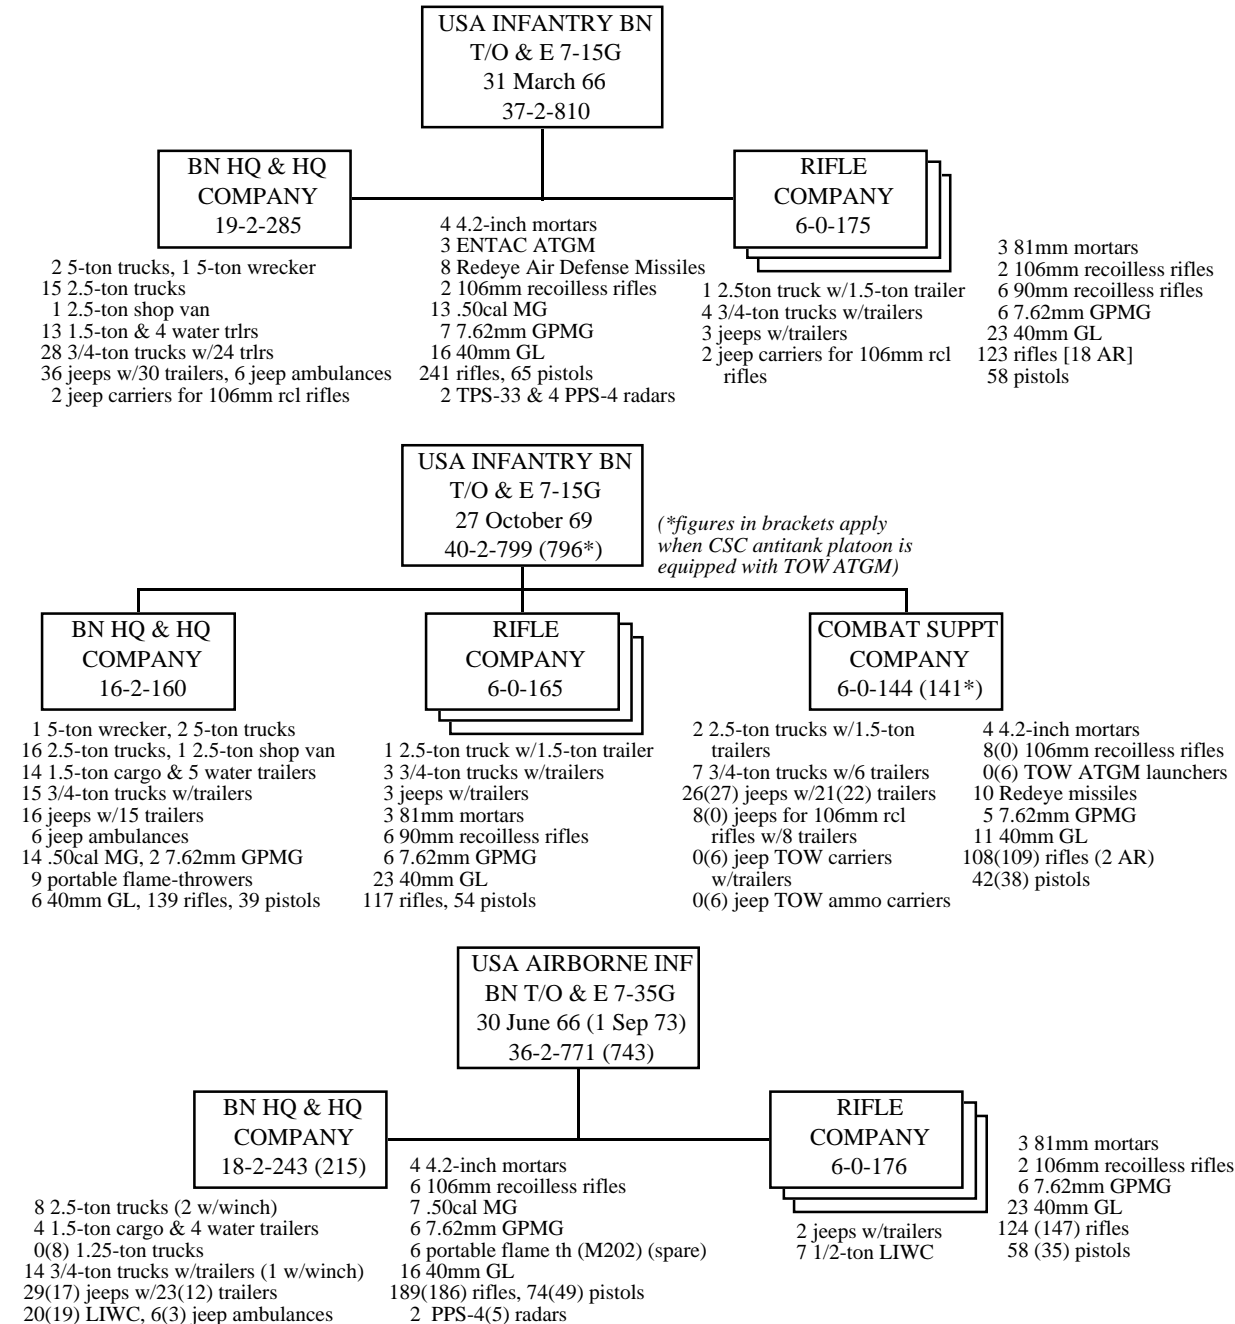 USA INFANTRY BN
T/O & E 7-15G
31 March 66
37-2-810
BN HQ & HQ
COMPANY
19-2-285
2 5-ton trucks, 1 5-ton wrecker
15 2.5-ton trucks
1 2.5-ton shop van
13 1.5-ton & 4 water trlrs
28 3/4-ton trucks w/24 trlrs
36 jeeps w/30 trailers, 6 jeep ambulances
2 jeep carriers for 106mm rcl rifles
4 4.2-inch mortars
3 ENTAC ATGM
8 Redeye Air Defense Missiles
2 106mm recoilless rifles
13 .50cal MG
7 7.62mm GPMG
16 40mm GL
241 rifles, 65 pistols
2 TPS-33 & 4 PPS-4 radars
RIFLE
COMPANY
6-0-175
1 2.5ton truck w/1.5-ton trailer
4 3/4-ton trucks w/trailers
3 jeeps w/trailers
2 jeep carriers for 106mm rcl
rifles
3 81mm mortars
2 106mm recoilless rifles
6 90mm recoilless rifles
6 7.62mm GPMG
23 40mm GL
123 rifles [18 AR]
58 pistols
USA INFANTRY BN
T/O & E 7-15G
27 October 69
40-2-799 (796*)
(*figures in brackets apply
when CSC antitank platoon is
equipped with TOW ATGM)
BN HQ & HQ
COMPANY
16-2-160
1 5-ton wrecker, 2 5-ton trucks
16 2.5-ton trucks, 1 2.5-ton shop van
14 1.5-ton cargo & 5 water trailers
15 3/4-ton trucks w/trailers
16 jeeps w/15 trailers
6 jeep ambulances
14 .50cal MG, 2 7.62mm GPMG
9 portable flame-throwers
6 40mm GL, 139 rifles, 39 pistols
RIFLE
COMPANY
6-0-165
1 2.5-ton truck w/1.5-ton trailer
3 3/4-ton trucks w/trailers
3 jeeps w/trailers
3 81mm mortars
6 90mm recoilless rifles
6 7.62mm GPMG
23 40mm GL
117 rifles, 54 pistols
COMBAT SUPPT
COMPANY
6-0-144 (141*)
2 2.5-ton trucks w/1.5-ton
trailers
7 3/4-ton trucks w/6 trailers
26(27) jeeps w/21(22) trailers
8(0) jeeps for 106mm rcl
rifles w/8 trailers
0(6) jeep TOW carriers
w/trailers
0(6) jeep TOW ammo carriers
4 4.2-inch mortars
8(0) 106mm recoilless rifles
0(6) TOW ATGM launchers
10 Redeye missiles
5 7.62mm GPMG
11 40mm GL
108(109) rifles (2 AR)
42(38) pistols
USA AIRBORNE INF
BN T/O & E 7-35G
30 June 66 (1 Sep 73)
36-2-771 (743)
BN HQ & HQ
COMPANY
18-2-243 (215)
8 2.5-ton trucks (2 w/winch)
4 1.5-ton cargo & 4 water trailers
0(8) 1.25-ton trucks
14 3/4-ton trucks w/trailers (1 w/winch)
29(17) jeeps w/23(12) trailers
20(19) LIWC, 6(3) jeep ambulances
4 4.2-inch mortars
6 106mm recoilless rifles
7 .50cal MG
6 7.62mm GPMG
6 portable flame th (M202) (spare)
16 40mm GL
189(186) rifles, 74(49) pistols
2 PPS-4(5) radars
RIFLE
COMPANY
6-0-176
2 jeeps w/trailers
7 1/2-ton LIWC
3 81mm mortars
2 106mm recoilless rifles
6 7.62mm GPMG
23 40mm GL
124 (147) rifles
58 (35) pistols